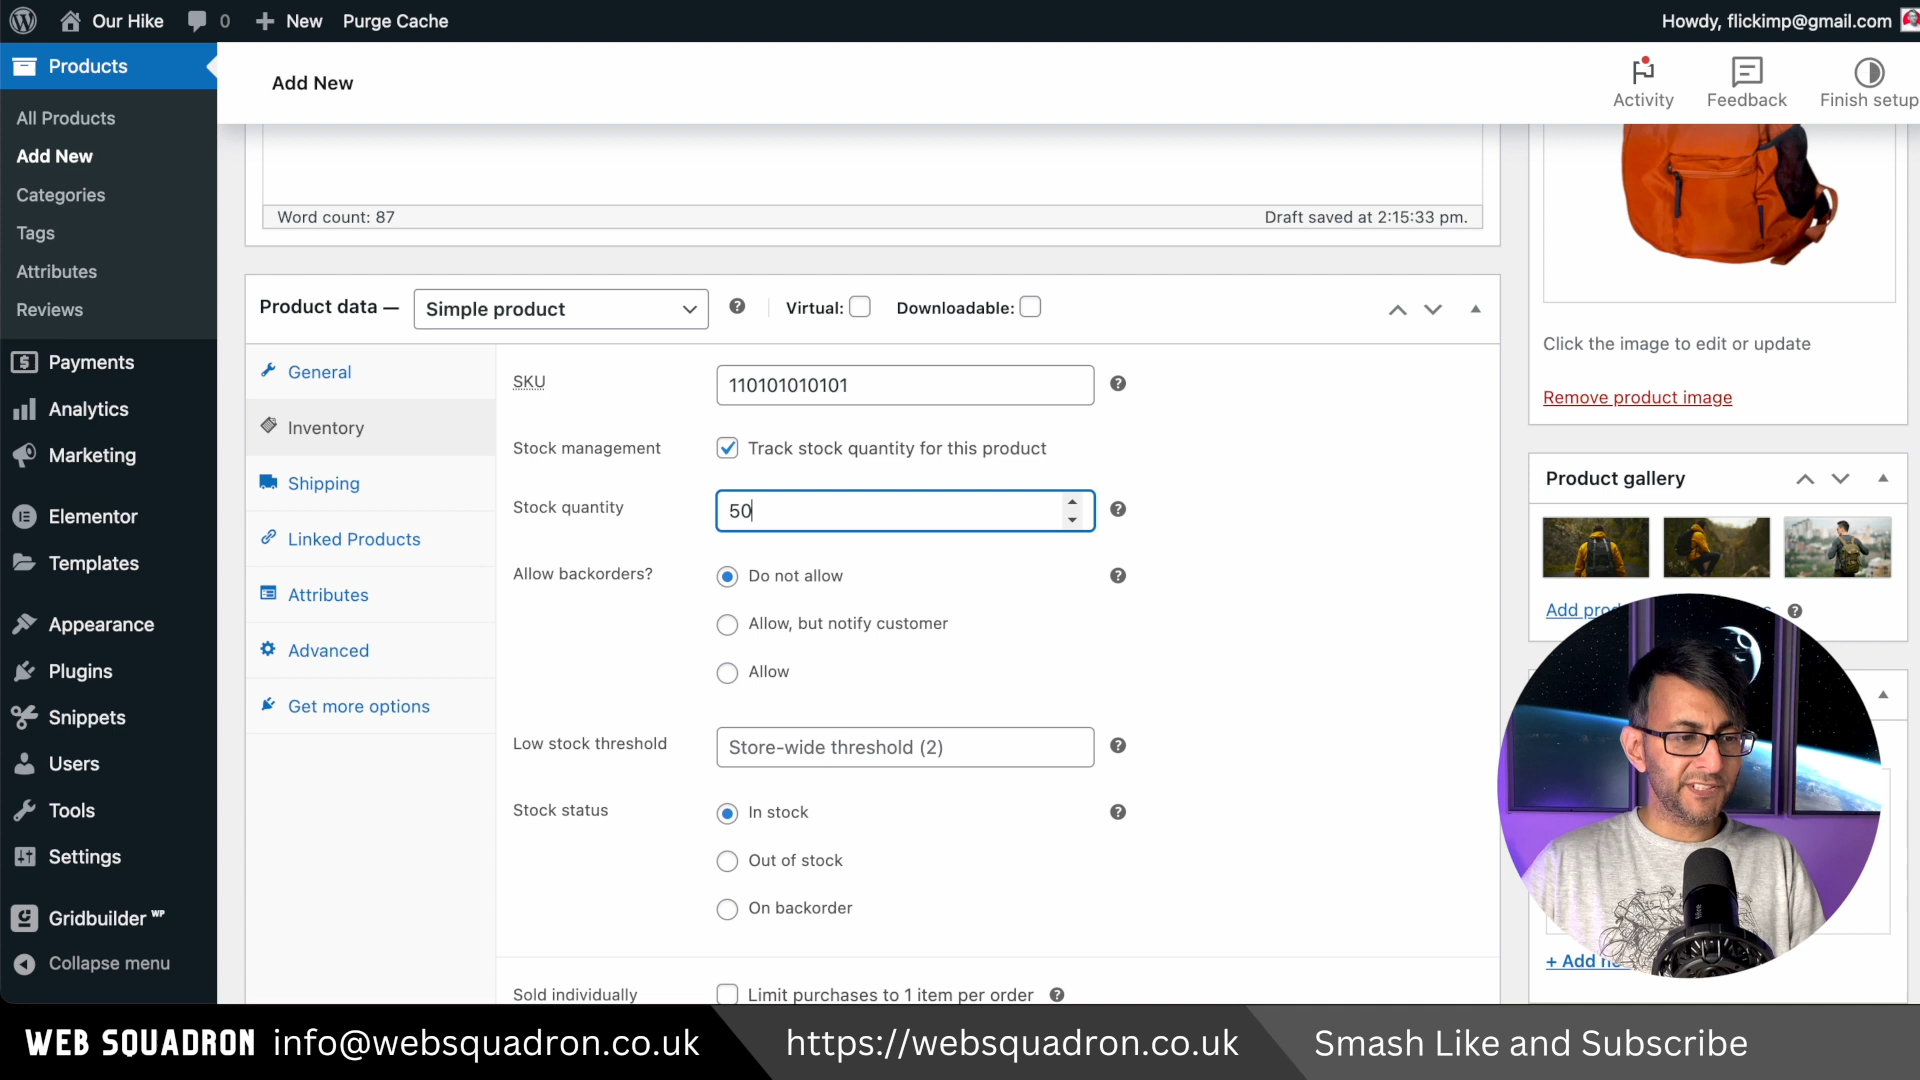 Our Hike
0
New
Purge Cache
Howdy, flickimp@gmail.com
Products
All Products
Add New
Categories
Tags
Attributes
Reviews
Payments
Analytics
Marketing
Elementor
Templates
Appearance
Plugins
Snippets
Users
Tools
Settings
Gridbuilder WP
Collapse menu
Add New
Activity
Feedback
Finish setup
Word count: 87
Draft saved at 2:15:33 pm.
Product data —
Simple product
Virtual:
Downloadable:
General
Inventory
Shipping
Linked Products
Attributes
Advanced
Get more options
SKU
110101010101
Stock management
Track stock quantity for this product
Stock quantity
50
Allow backorders?
Do not allow
Allow, but notify customer
Allow
Low stock threshold
Store-wide threshold (2)
Stock status
In stock
Out of stock
On backorder
Sold individually
Limit purchases to 1 item per order
Click the image to edit or update
Remove product image
Product gallery
Add
+ Add
WEB SQUADRON
info@websquadron.co.uk
https://websquadron.co.uk
Smash Like and Subscribe